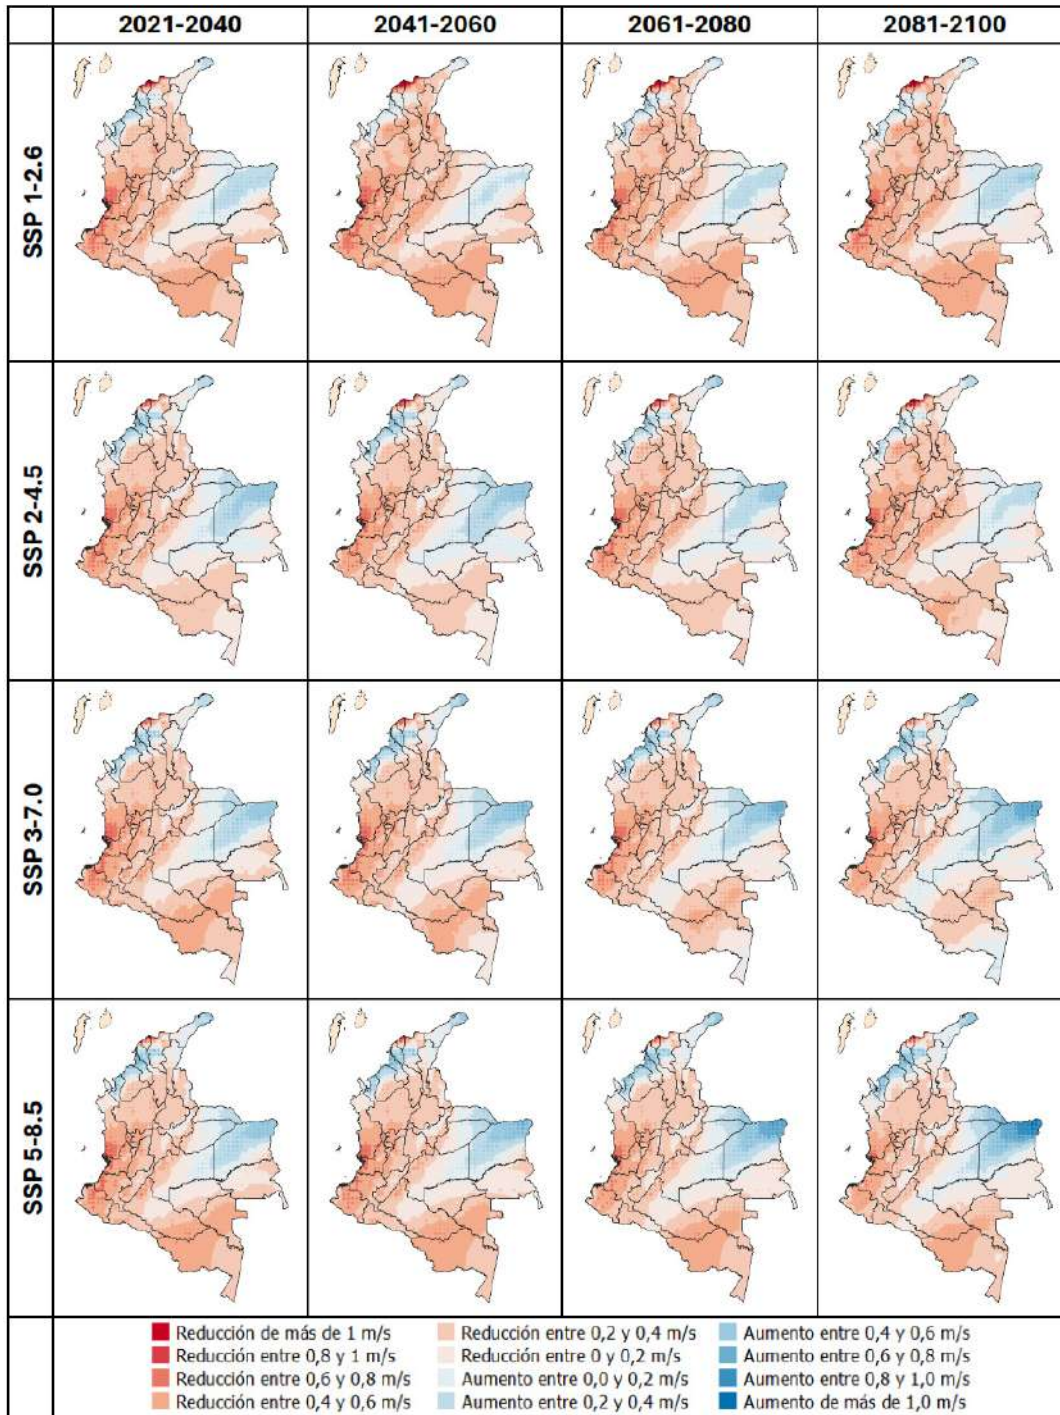 2021-2040 2041-2060 2061-2080 2081-2100
SSP 1-2.6
SSP 2-4.5
SSP 3-7.0
SSP 5-8.5
Reducción de más de 1 m/s
Reducción entre 0,8 y 1 m/s
Reducción entre 0,6 y 0,8 m/s
Reducción entre 0,4 y 0,6 m/s
Reducción entre 0,2 y 0,4 m/s
Reducción entre 0 y 0,2 m/s
Aumento entre 0,0 y 0,2 m/s
Aumento entre 0,2 y 0,4 m/s
Aumento entre 0,4 y 0,6 m/s
Aumento entre 0,6 y 0,8 m/s
Aumento entre 0,8 y 1,0 m/s
Aumento de más de 1,0 m/s